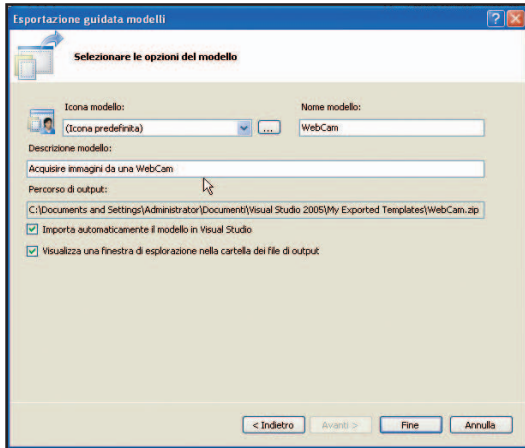 Esportazione guidata modelli
Selezionare le opzioni del modello
Icona modello:
Nome modello:
(Icona predefinita)
...
WebCam
Descrizione modello:
Acquisire immagini da una WebCam
Percorso di output:
C:\Documents and Settings\Administrator\Documenti\Visual Studio 2005\My Exported Templates\WebCam.zip
Importa automaticamente il modello in Visual Studio
Visualizza una finestra di esplorazione nella cartella dei file di output
< Indietro
Avanti >
Fine
Annulla